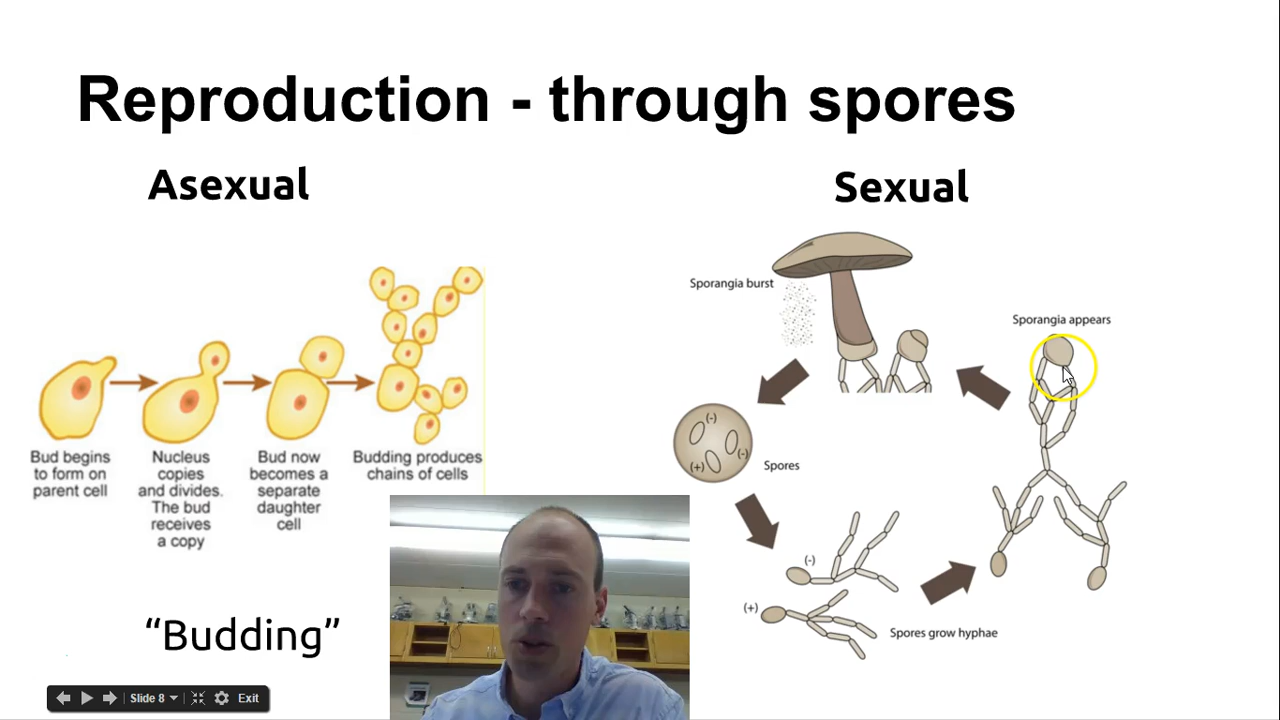 Reproduction - through spores
Asexual
Sexual
Bud begins
to form on
parent cell
Nucleus
copies
and divides.
The bud
receives
a copy
Bud now
becomes a
separate
daughter
cell
Budding produces
chains of cells
“Budding”
Sporangia burst
Sporangia appears
(-)
(-)
(+)
Spores
(-)
(+)
Spores grow hyphae
Slide 8
Exit